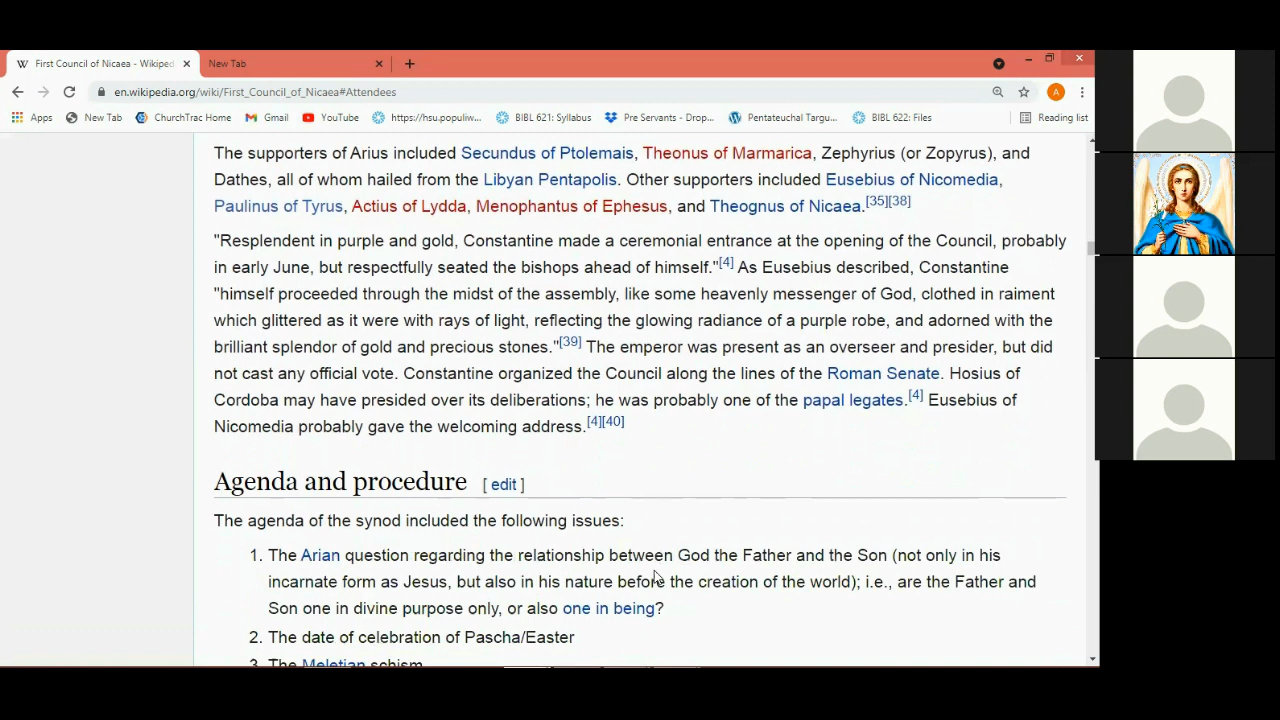 First Council of Nicaea - Wikiped
New Tab
en.wikipedia.org/wiki/First_Council_of_Nicaea#Attendees
A
Apps New Tab ChurchTrac Home Gmail YouTube https://hsu.populiw... BIBL 621: Syllabus Pre Servants - Drop... Pentateuchal Targu... BIBL 622: Files Reading list
The supporters of Arius included Secundus of Ptolemais, Theonus of Marmarica, Zephyrius (or Zopyrus), and
Dathes, all of whom hailed from the Libyan Pentapolis. Other supporters included Eusebius of Nicomedia,
Paulinus of Tyrus, Actius of Lydda, Menophantus of Ephesus, and Theognus of Nicaea.[35][38]
"Resplendent in purple and gold, Constantine made a ceremonial entrance at the opening of the Council, probably
in early June, but respectfully seated the bishops ahead of himself."[4] As Eusebius described, Constantine
"himself proceeded through the midst of the assembly, like some heavenly messenger of God, clothed in raiment
which glittered as it were with rays of light, reflecting the glowing radiance of a purple robe, and adorned with the
brilliant splendor of gold and precious stones."[39] The emperor was present as an overseer and presider, but did
not cast any official vote. Constantine organized the Council along the lines of the Roman Senate. Hosius of
Cordoba may have presided over its deliberations; he was probably one of the papal legates.[4] Eusebius of
Nicomedia probably gave the welcoming address.[4][40]
Agenda and procedure [ edit ]
The agenda of the synod included the following issues:
1. The Arian question regarding the relationship between God the Father and the Son (not only in his
incarnate form as Jesus, but also in his nature before the creation of the world); i.e., are the Father and
Son one in divine purpose only, or also one in being?
2. The date of celebration of Pascha/Easter
3. The Meletian schism